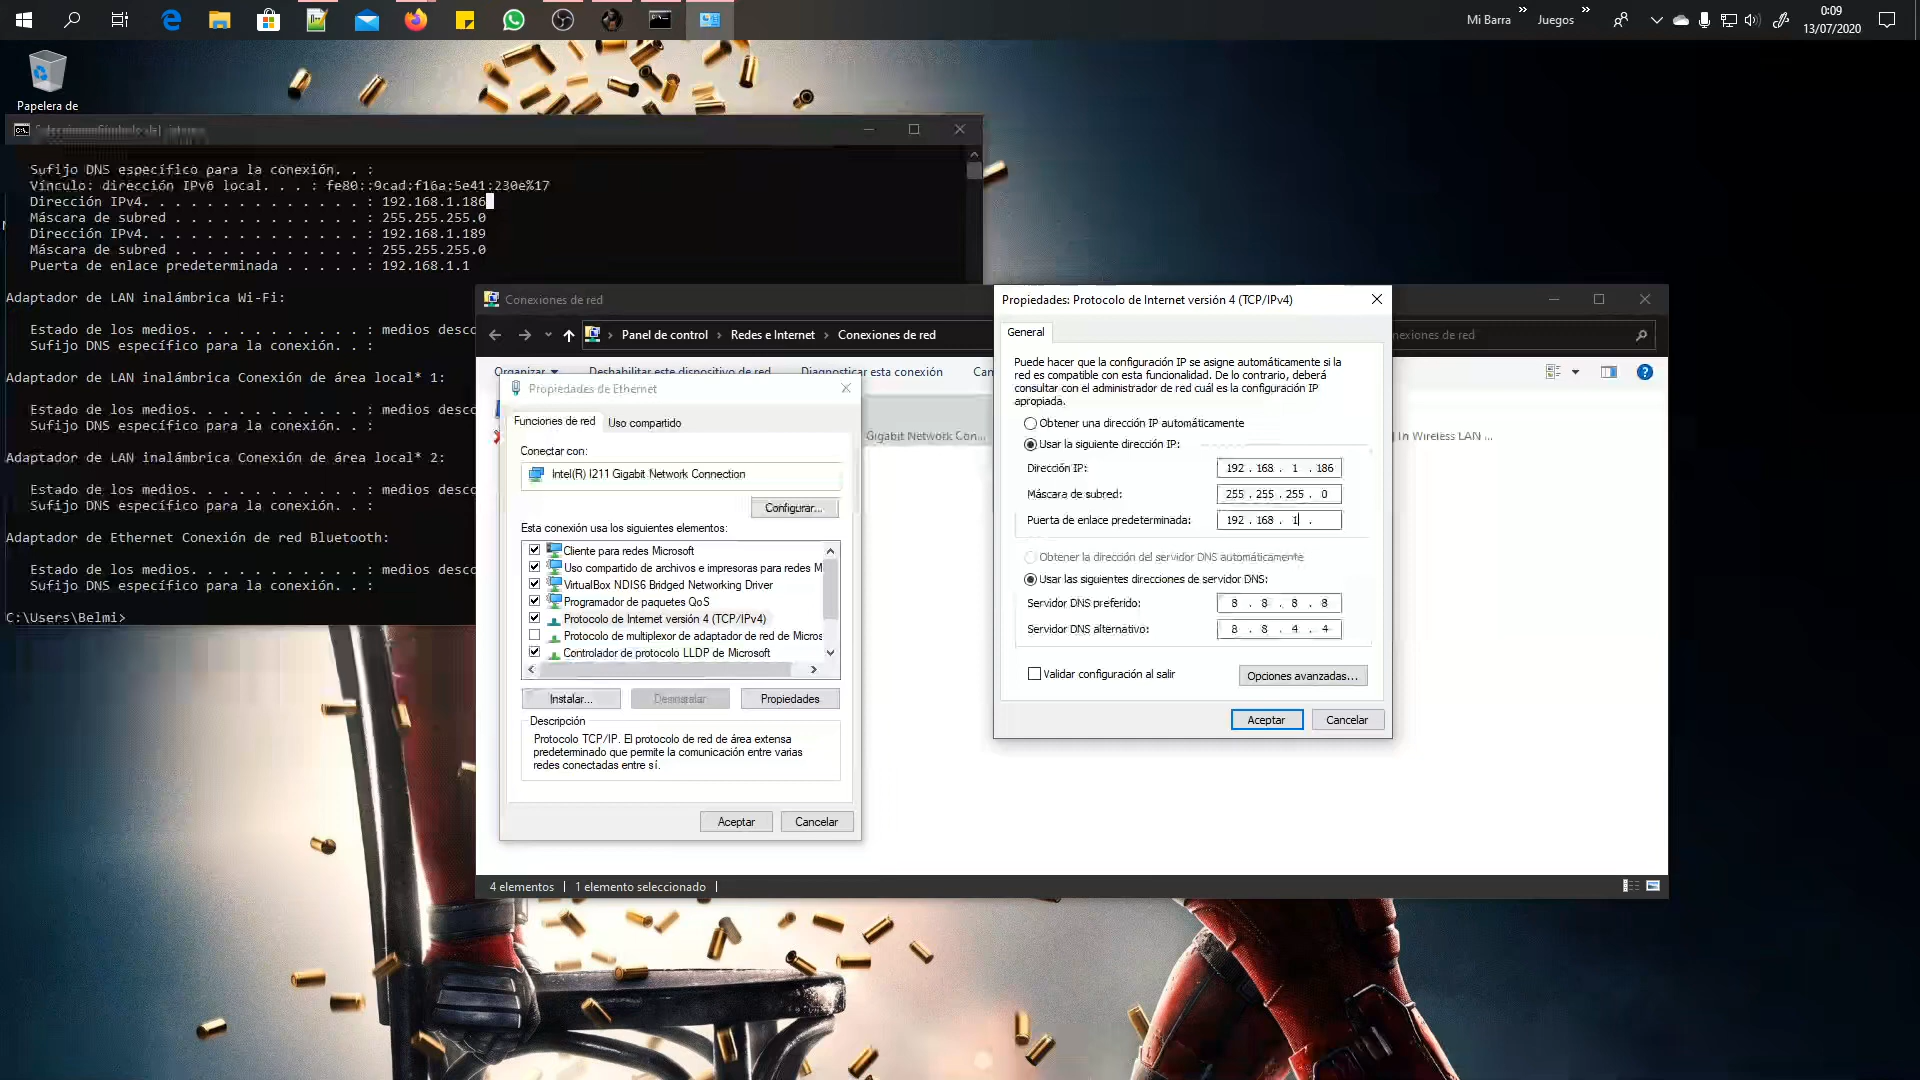 Mi Barra
Juegos
0:09
13/07/2020
Papelera de
Sufijo DNS específico para la conexión. . :
Vínculo: dirección IPv6 local. . . : fe80::9cad:f16a:5e41:230e%17
Dirección IPv4. . . . . . . . . . . . . . : 192.168.1.186
Máscara de subred . . . . . . . . . . . . : 255.255.255.0
Dirección IPv4. . . . . . . . . . . . . . : 192.168.1.189
Máscara de subred . . . . . . . . . . . . : 255.255.255.0
Puerta de enlace predeterminada . . . . . : 192.168.1.1
Adaptador de LAN inalámbrica Wi-Fi:
Estado de los medios. . . . . . . . . . . : medios desco
Sufijo DNS específico para la conexión. . :
Adaptador de LAN inalámbrica Conexión de área local* 1:
Estado de los medios. . . . . . . . . . . : medios desco
Sufijo DNS específico para la conexión. . :
Adaptador de LAN inalámbrica Conexión de área local* 2:
Estado de los medios. . . . . . . . . . . : medios desco
Sufijo DNS específico para la conexión. . :
Adaptador de Ethernet Conexión de red Bluetooth:
Estado de los medios. . . . . . . . . . . : medios desco
Sufijo DNS específico para la conexión. . :
C:\Users\Belmi>
Conexiones de red
Panel de control > Redes e Internet > Conexiones de red
nexiones de red
Organizar
Deshabilitar este dispositivo de red
Diagnosticar esta conexión
Can
Gigabit Network Con...
In Wireless LAN ...
Propiedades de Ethernet
Funciones de red
Uso compartido
Conectar con:
Intel(R) I211 Gigabit Network Connection
Configurar...
Esta conexión usa los siguientes elementos:
Cliente para redes Microsoft
Uso compartido de archivos e impresoras para redes M
VirtualBox NDIS6 Bridged Networking Driver
Programador de paquetes QoS
Protocolo de Internet versión 4 (TCP/IPv4)
Protocolo de multiplexor de adaptador de red de Micros
Controlador de protocolo LLDP de Microsoft
Instalar...
Desinstalar
Propiedades
Descripción
Protocolo TCP/IP. El protocolo de red de área extensa
predeterminado que permite la comunicación entre varias
redes conectadas entre sí.
Aceptar
Cancelar
4 elementos
1 elemento seleccionado
Propiedades: Protocolo de Internet versión 4 (TCP/IPv4)
General
Puede hacer que la configuración IP se asigne automáticamente si la
red es compatible con esta funcionalidad. De lo contrario, deberá
consultar con el administrador de red cuál es la configuración IP
apropiada.
Obtener una dirección IP automáticamente
Usar la siguiente dirección IP:
Dirección IP: 192 . 168 . 1 . 186
Máscara de subred: 255 . 255 . 255 . 0
Puerta de enlace predeterminada: 192 . 168 . 1 .
Obtener la dirección del servidor DNS automáticamente
Usar las siguientes direcciones de servidor DNS:
Servidor DNS preferido: 8 . 8 . 8 . 8
Servidor DNS alternativo: 8 . 8 . 4 . 4
Validar configuración al salir
Opciones avanzadas...
Aceptar
Cancelar